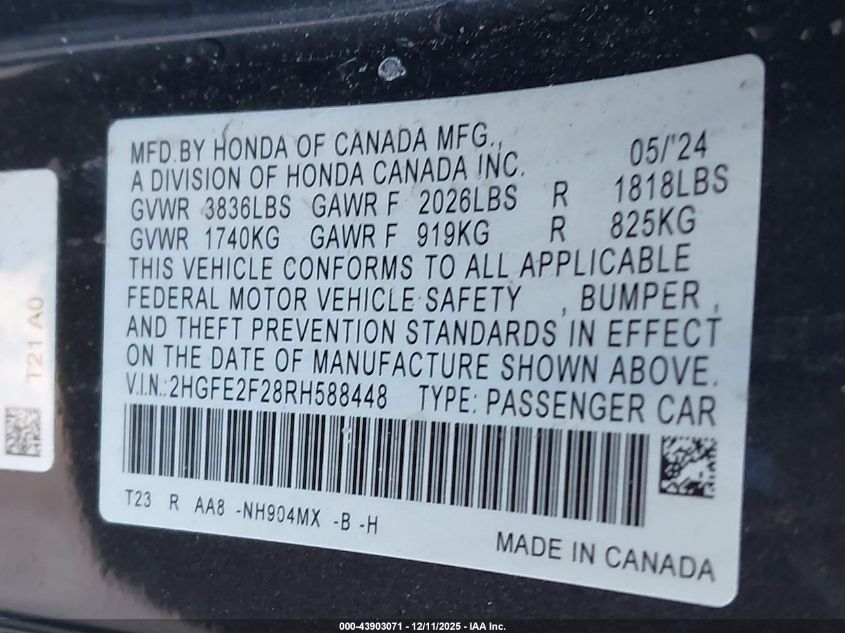 MFD.BY HONDA OF CANADA MFG., 05/'24
A DIVISION OF HONDA CANADA INC.
GVWR 3836LBS GAWR F 2026LBS R 1818LBS
GVWR 1740KG GAWR F 919KG R 825KG
THIS VEHICLE CONFORMS TO ALL APPLICABLE
FEDERAL MOTOR VEHICLE SAFETY , BUMPER ,
AND THEFT PREVENTION STANDARDS IN EFFECT
ON THE DATE OF MANUFACTURE SHOWN ABOVE.
V.I.N.:2HGFE2F28RH588448 TYPE: PASSENGER CAR
T23 R AA8 -NH904MX -B -H
MADE IN CANADA
T21 A0
000-43903071 - 12/11/2025 - IAA Inc.